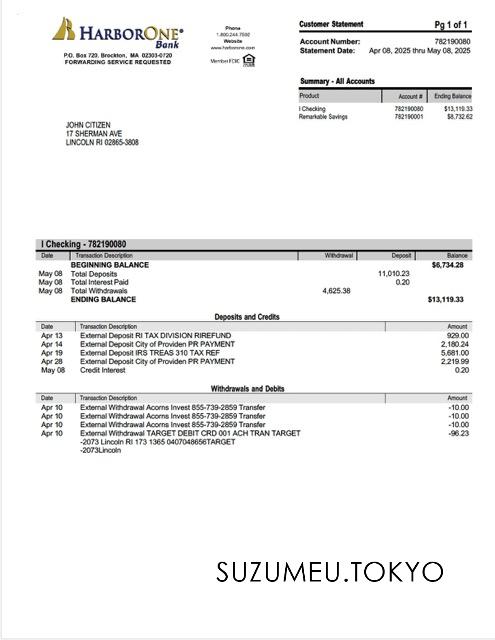 HARBORONE®
Bank
P.O. Box 720, Brockton, MA 02303-0720
FORWARDING SERVICE REQUESTED
Phone
1-800-244-7592
Website
www.harborone.com
Member FDIC
Customer Statement Pg 1 of 1
Account Number: 782190080
Statement Date: Apr 08, 2025 thru May 08, 2025
Summary - All Accounts
Product Account # Ending Balance
I Checking 782190080 $13,119.33
Remarkable Savings 782190001 $8,732.62
JOHN CITIZEN
17 SHERMAN AVE
LINCOLN RI 02865-3808
I Checking - 782190080
Date Transaction Description Withdrawal Deposit Balance
BEGINNING BALANCE $6,734.28
May 08 Total Deposits 11,010.23
May 08 Total Interest Paid 0.20
May 08 Total Withdrawals 4,625.38
ENDING BALANCE $13,119.33
Deposits and Credits
Date Transaction Description Amount
Apr 13 External Deposit RI TAX DIVISION RIREFUND 929.00
Apr 14 External Deposit City of Providen PR PAYMENT 2,180.24
Apr 19 External Deposit IRS TREAS 310 TAX REF 5,681.00
Apr 28 External Deposit City of Providen PR PAYMENT 2,219.99
May 08 Credit Interest 0.20
Withdrawals and Debits
Date Transaction Description Amount
Apr 10 External Withdrawal Acorns Invest 855-739-2859 Transfer -10.00
Apr 10 External Withdrawal Acorns Invest 855-739-2859 Transfer -10.00
Apr 10 External Withdrawal Acorns Invest 855-739-2859 Transfer -10.00
Apr 10 External Withdrawal TARGET DEBIT CRD 001 ACH TRAN TARGET -96.23
-2073 Lincoln RI 173 1365 0407048656TARGET
-2073Lincoln
SUZUMEU.TOKYO